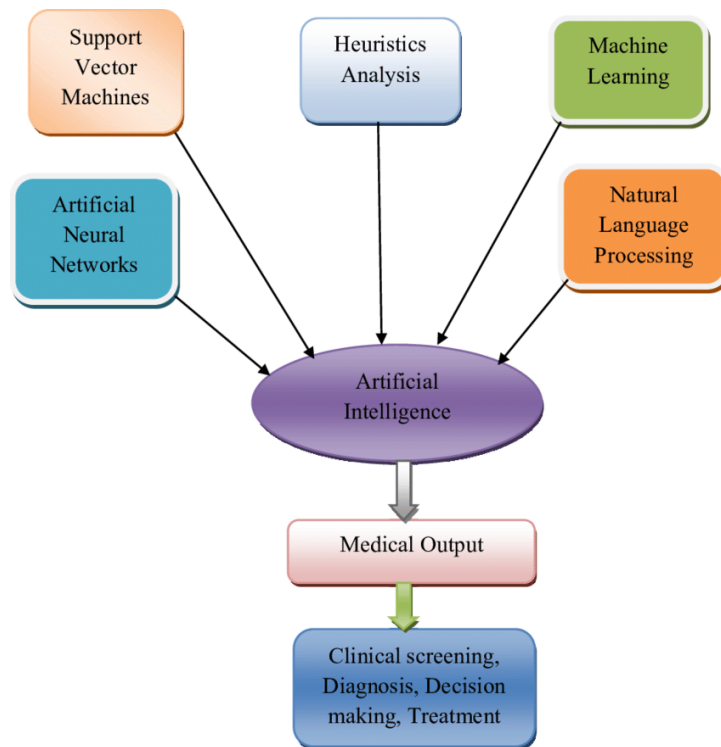 Support
Vector
Machines
Heuristics
Analysis
Machine
Learning
Artificial
Neural
Networks
Natural
Language
Processing
Artificial
Intelligence
Medical Output
Clinical screening,
Diagnosis, Decision
making, Treatment